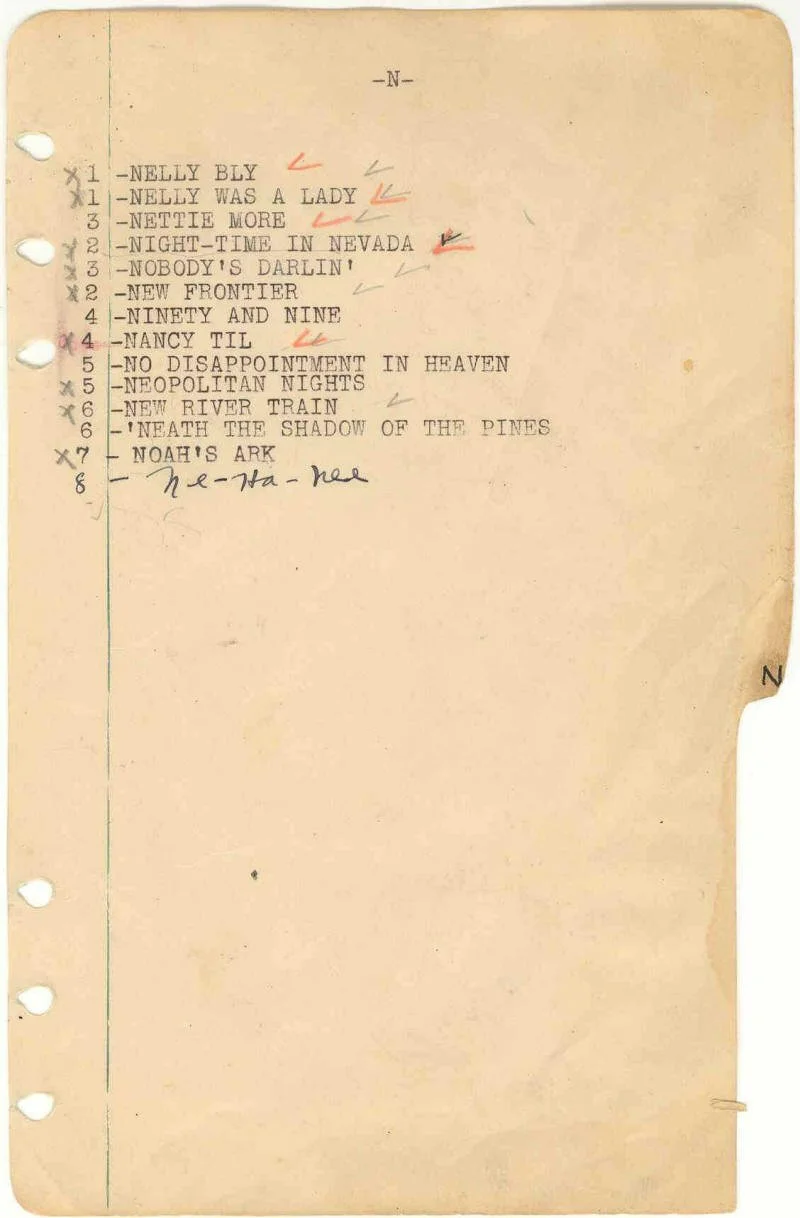 -N-
x 1 -NELLY BLY
x 1 -NELLY WAS A LADY
3 -NETTIE MORE
x 2 -NIGHT-TIME IN NEVADA
x 3 -NOBODY'S DARLIN'
x 2 -NEW FRONTIER
4 -NINETY AND NINE
x 4 -NANCY TIL
5 -NO DISAPPOINTMENT IN HEAVEN
x 5 -NEOPOLITAN NIGHTS
x 6 -NEW RIVER TRAIN
6 -'NEATH THE SHADOW OF THE PINES
x 7 - NOAH'S ARK
8 - Ne-Ha-Nee
N